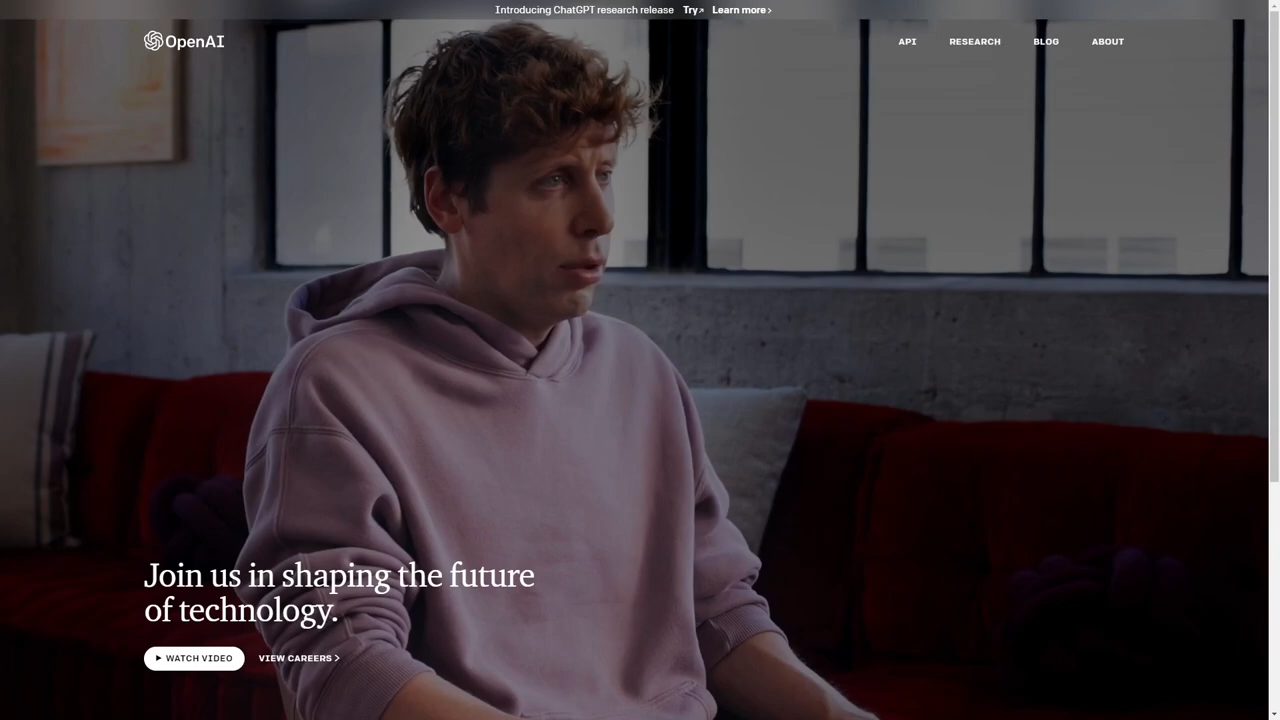 Introducing ChatGPT research release Try↗ Learn more›
OpenAI API RESEARCH BLOG ABOUT
Join us in shaping the future
of technology.
▶ WATCH VIDEO VIEW CAREERS ›